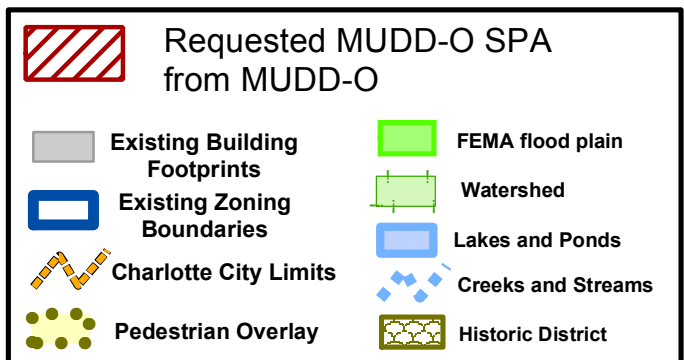 Requested MUDD-O SPA
from MUDD-O
Existing Building
Footprints
Existing Zoning
Boundaries
Charlotte City Limits
Pedestrian Overlay
FEMA flood plain
Watershed
Lakes and Ponds
Creeks and Streams
Historic District